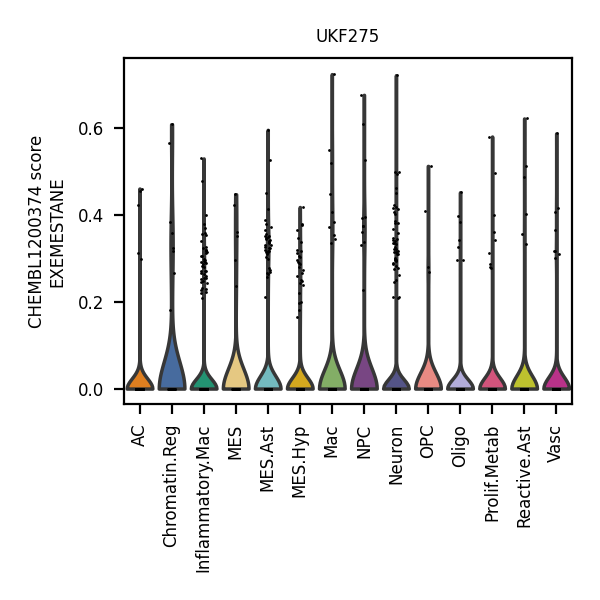 UKF275
CHEMBL1200374 score
EXEMESTANE
0.6
0.4
0.2
0.0
AC
Chromatin.Reg
Inflammatory.Mac
MES
MES.Ast
MES.Hyp
Mac
NPC
Neuron
OPC
Oligo
Prolif.Metab
Reactive.Ast
Vasc